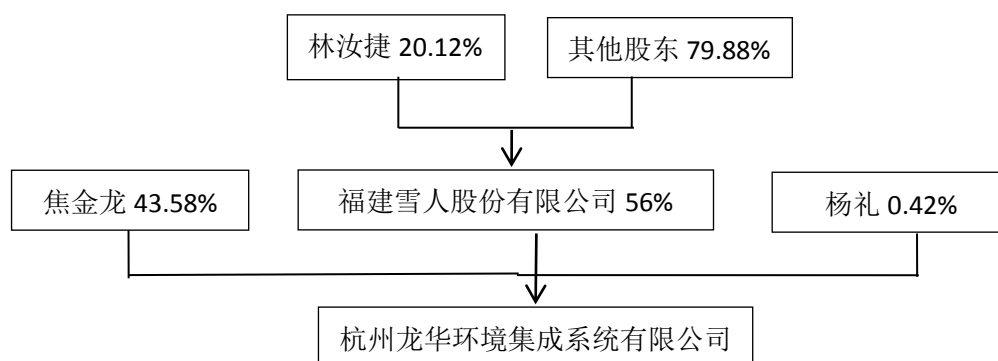 林汝捷 20.12%
其他股东 79.88%
焦金龙 43.58%
福建雪人股份有限公司 56%
杨礼 0.42%
杭州龙华环境集成系统有限公司